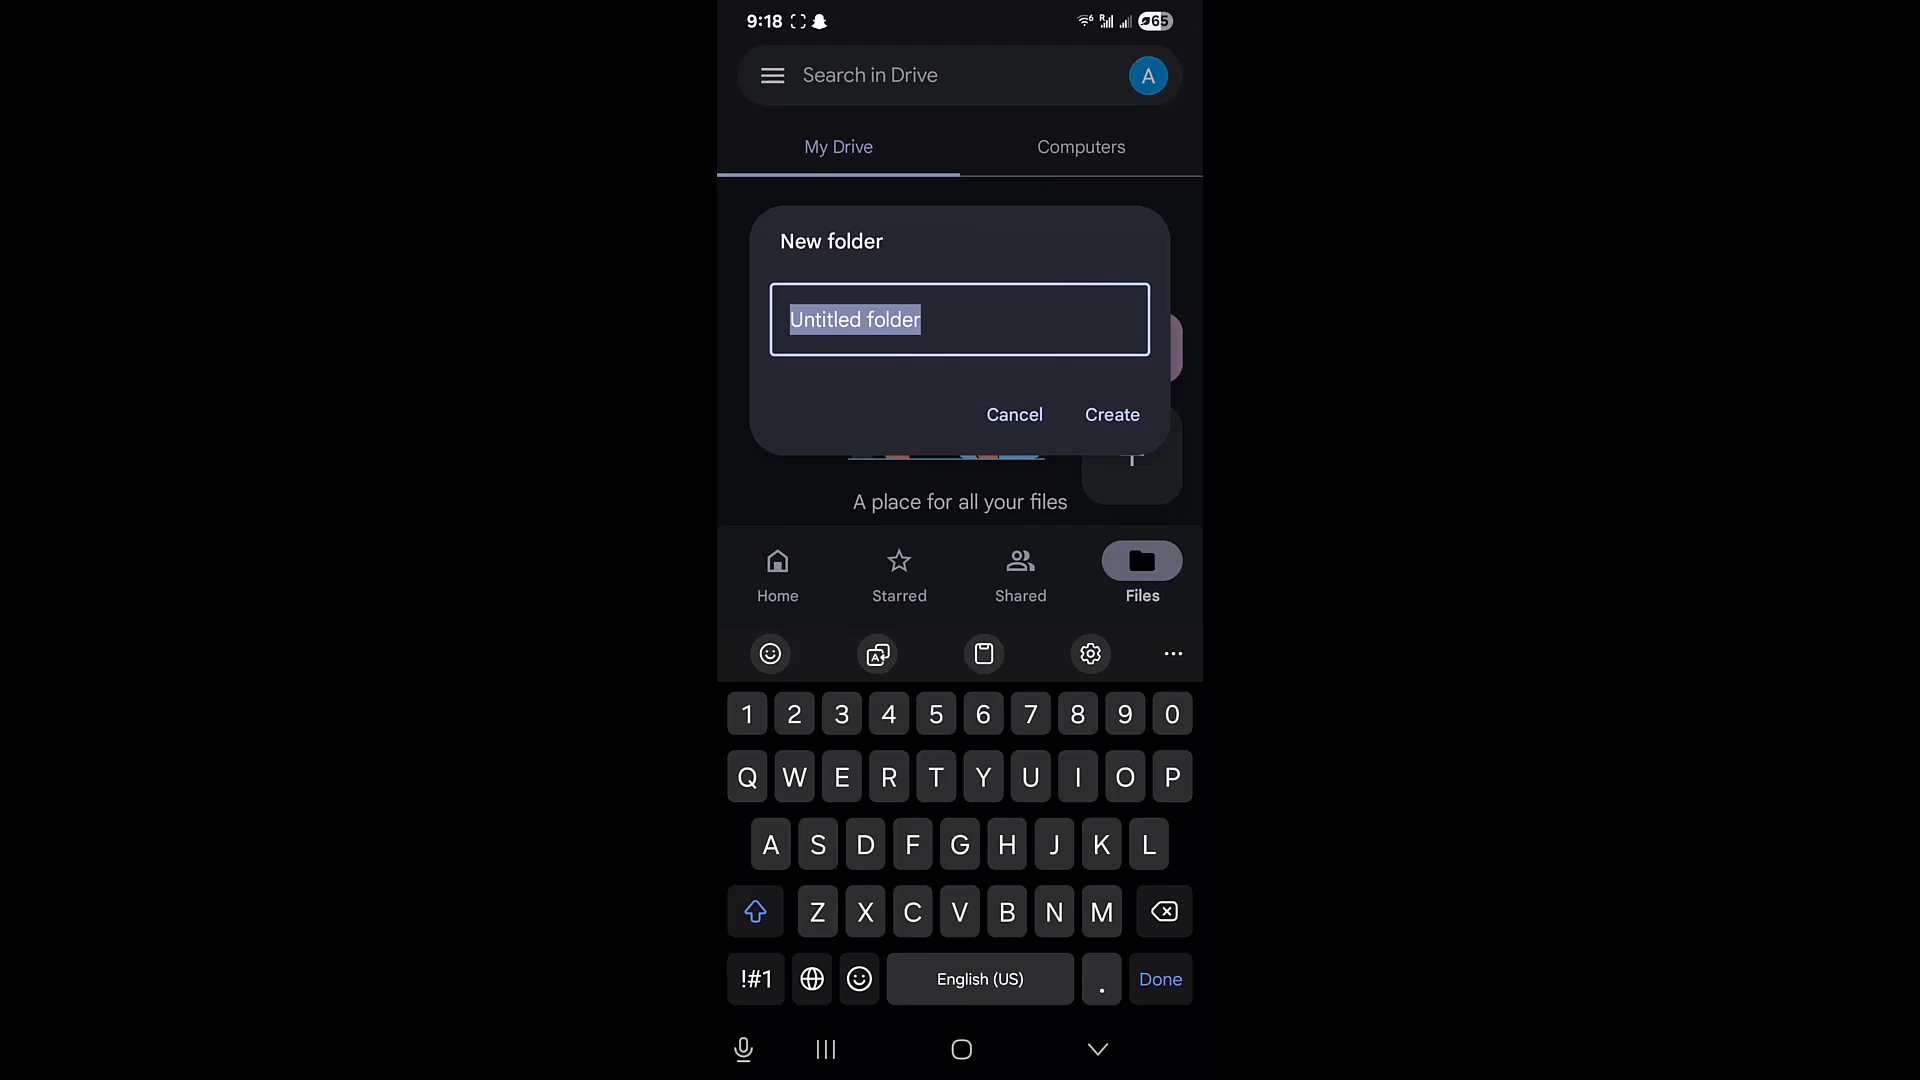 9:18 65
Search in Drive A
My Drive Computers
New folder
Untitled folder
Cancel Create
A place for all your files
Home Starred Shared Files
1 2 3 4 5 6 7 8 9 0
Q W E R T Y U I O P
A S D F G H J K L
Z X C V B N M
!#1 English (US) . Done